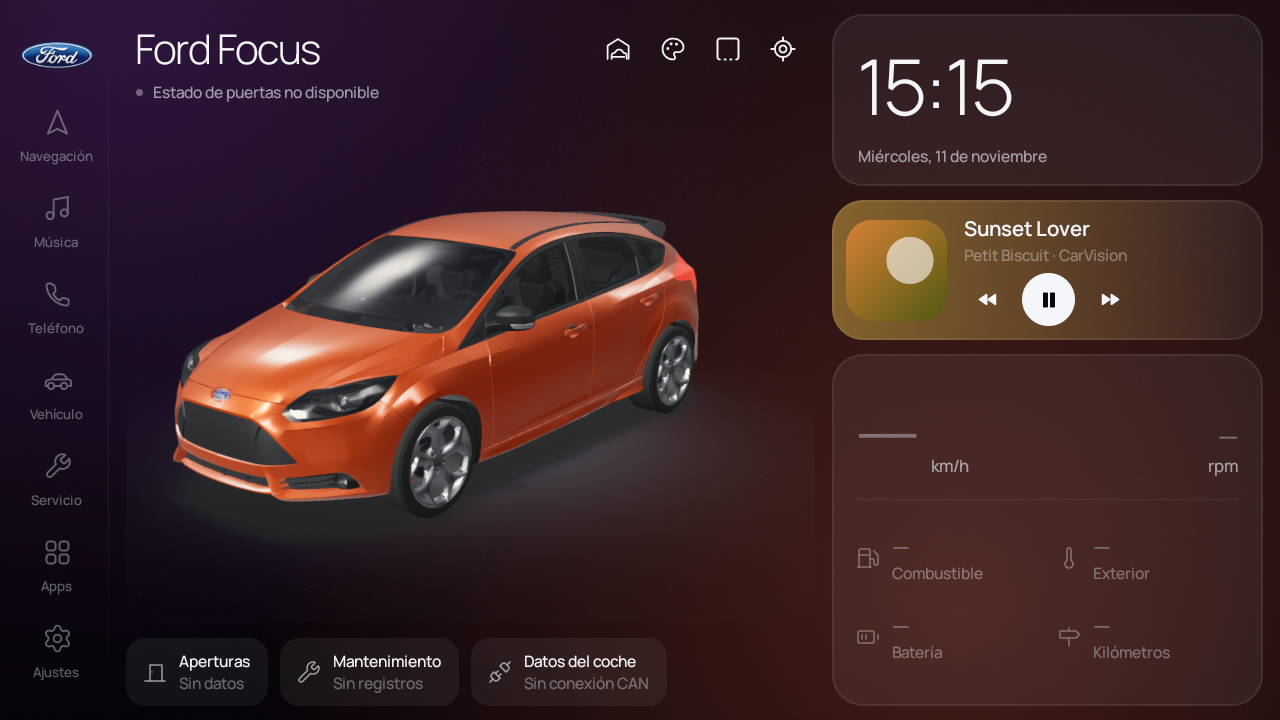 Ford
Ford Focus
Estado de puertas no disponible
Navegación
Música
Teléfono
Vehículo
Servicio
Apps
Ajustes
Aperturas
Sin datos
Mantenimiento
Sin registros
Datos del coche
Sin conexión CAN
15:15
Miércoles, 11 de noviembre
Sunset Lover
Petit Biscuit · CarVision
—
km/h
—
rpm
—
Combustible
—
Exterior
—
Batería
—
Kilómetros